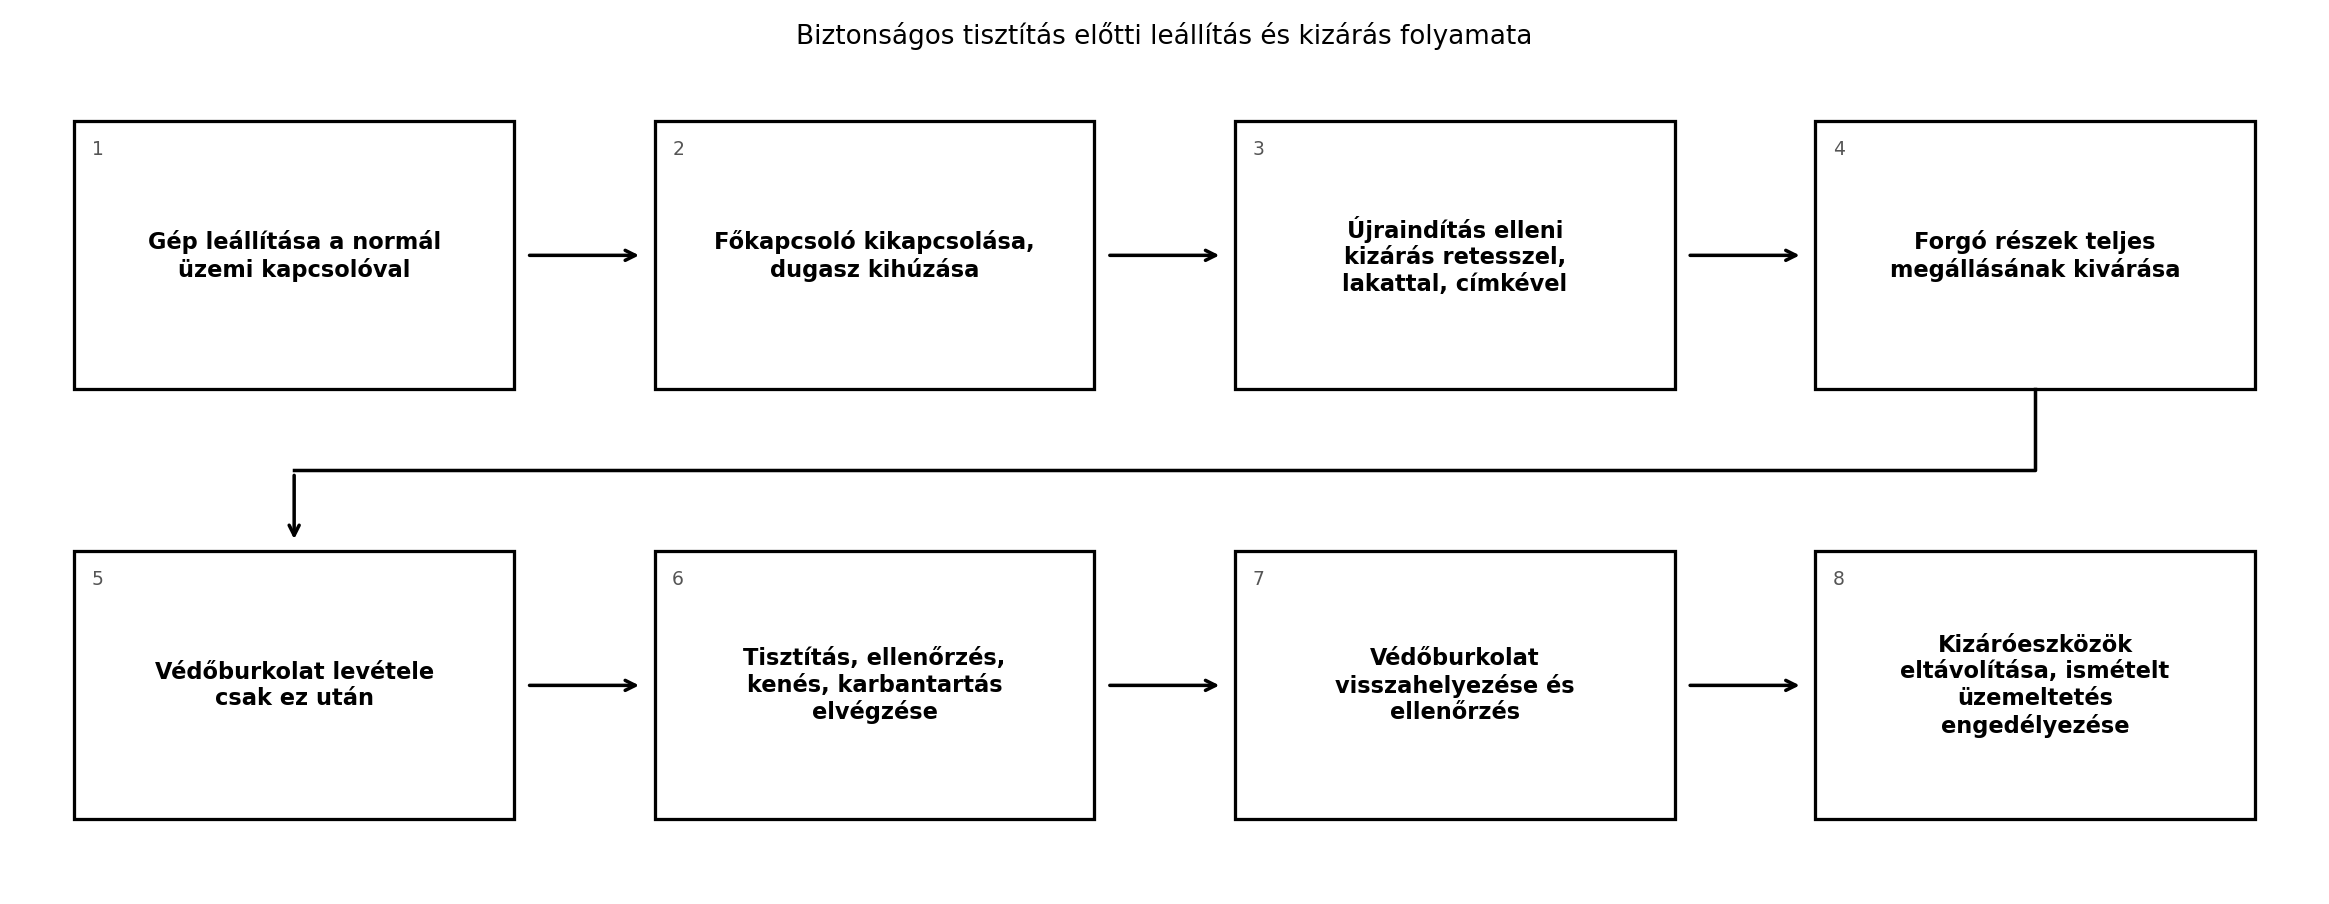 Biztonságos tisztítás előtti leállítás és kizárás folyamata
1
Gép leállítása a normál
üzemi kapcsolóval
2
Főkapcsoló kikapcsolása,
dugasz kihúzása
3
Újraindítás elleni
kizárás retesszel,
lakattal, címkével
4
Forgó részek teljes
megállásának kivárása
5
Védőburkolat levétele
csak ez után
6
Tisztítás, ellenőrzés,
kenés, karbantartás
elvégzése
7
Védőburkolat
visszahelyezése és
ellenőrzés
8
Kizáróeszközök
eltávolítása, ismételt
üzemeltetés
engedélyezése